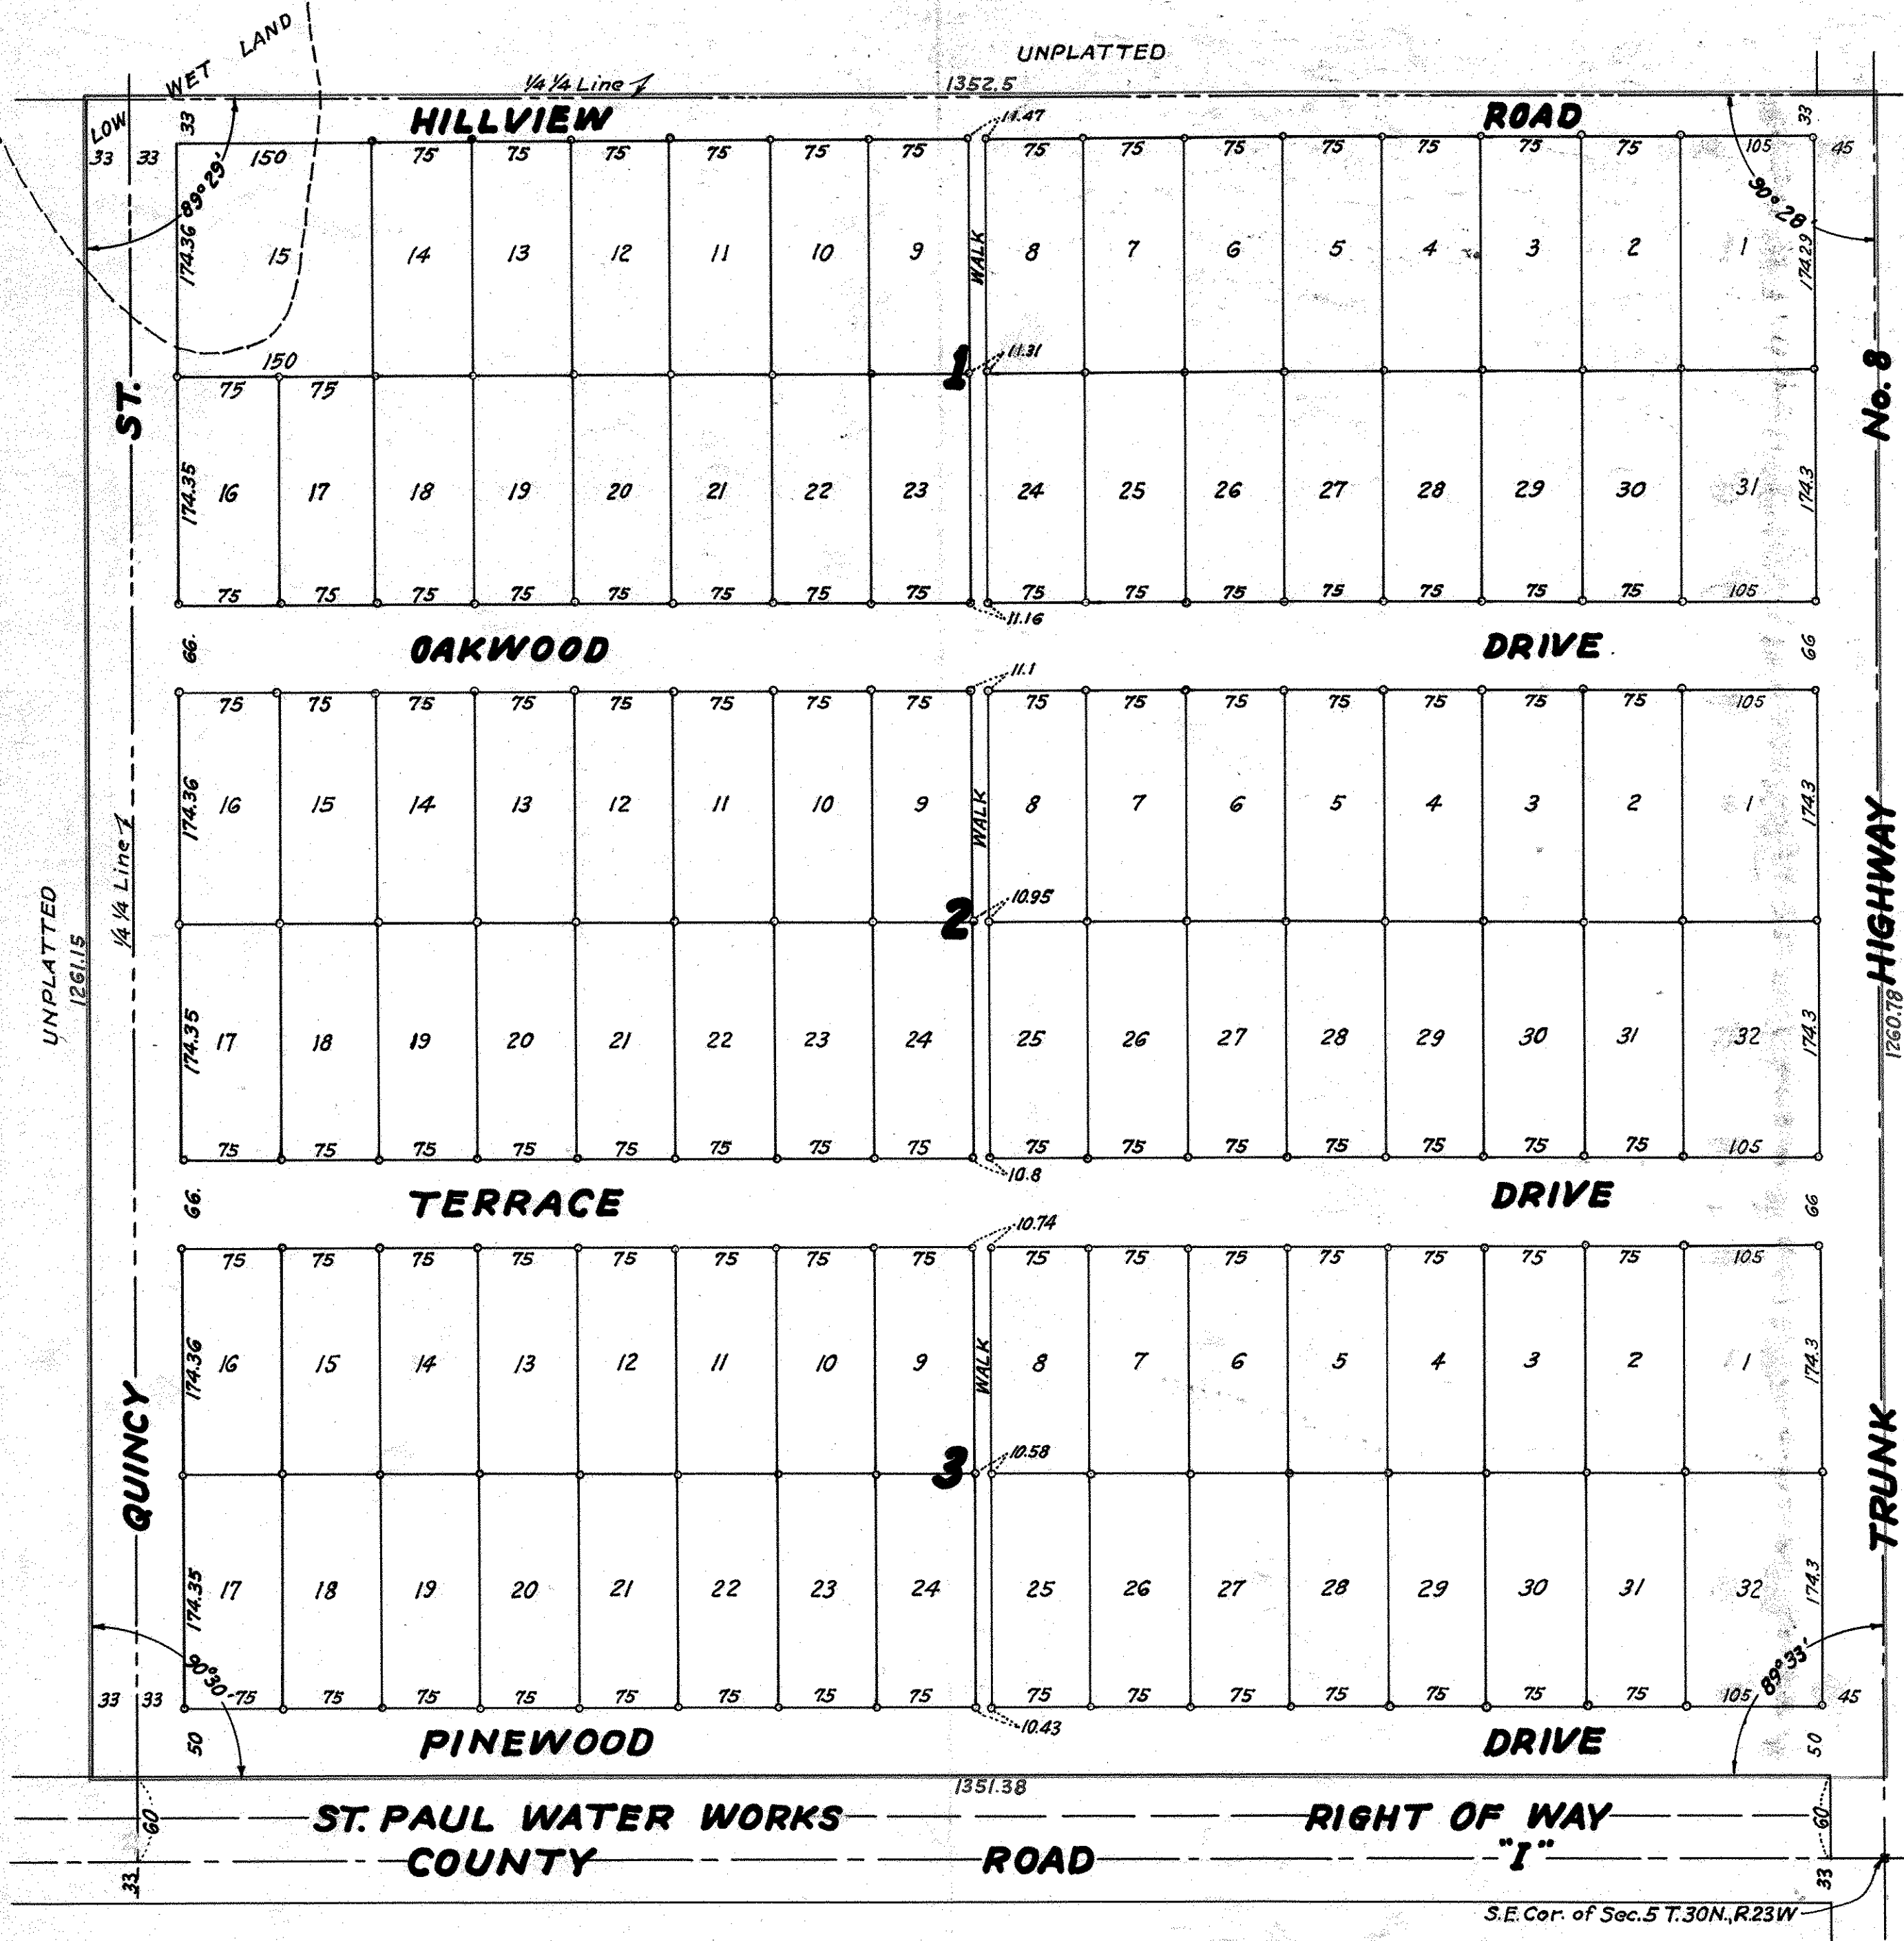 UNPLATTED
WET LAND
LOW
1/4 1/4 Line
1352.5
HILLVIEW ROAD
33 33
11.47
33 33 150 75 75 75 75 75 75 75 75 75 75 75 75 75 105 45
89° 29' 90° 28'
174.36 15 14 13 12 11 10 9 WALK 8 7 6 5 4 3 2 1 174.29
150 1 11.31
75 75
ST. No. 8
174.35 16 17 18 19 20 21 22 23 24 25 26 27 28 29 30 31 174.3
75 75 75 75 75 75 75 75 75 75 75 75 75 75 75 105
11.16
66. OAKWOOD DRIVE. 66
11.1
75 75 75 75 75 75 75 75 75 75 75 75 75 75 75 105
174.36 16 15 14 13 12 11 10 9 WALK 8 7 6 5 4 3 2 1 174.3
1/4 1/4 Line
2 10.95
UNPLATTED
1261.15
HIGHWAY
1260.78
174.35 17 18 19 20 21 22 23 24 25 26 27 28 29 30 31 32 174.3
75 75 75 75 75 75 75 75 75 75 75 75 75 75 75 105
10.8
66. TERRACE DRIVE 66
10.74
75 75 75 75 75 75 75 75 75 75 75 75 75 75 75 105
174.36 16 15 14 13 12 11 10 9 WALK 8 7 6 5 4 3 2 1 174.3
QUINCY TRUNK
3 10.58
174.35 17 18 19 20 21 22 23 24 25 26 27 28 29 30 31 32 174.3
90° 30' 89° 33'
33 33 75 75 75 75 75 75 75 75 75 75 75 75 75 75 75 105 45
10.43
50 PINEWOOD DRIVE 50
1351.38
60 ST. PAUL WATER WORKS RIGHT OF WAY 60
COUNTY ROAD "I"
33 33
S.E. Cor. of Sec. 5 T.30N., R.23W